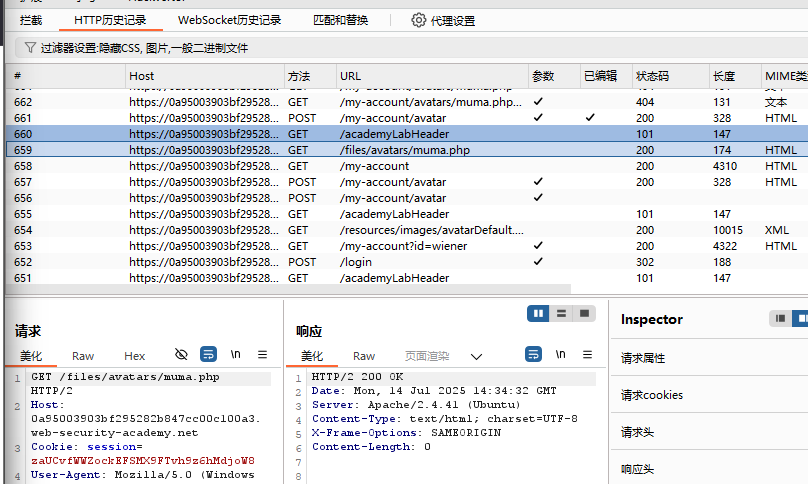 拦截 HTTP历史记录 WebSocket历史记录 匹配和替换 代理设置
过滤器设置:隐藏CSS, 图片,一般二进制文件
# Host 方法 URL 参数 已编辑 状态码 长度 MIME类
662 https://0a95003903bf29528... GET /my-account/avatars/muma.php... ✓ 404 131 文本
661 https://0a95003903bf29528... POST /my-account/avatar ✓ ✓ 200 328 HTML
660 https://0a95003903bf29528... GET /academyLabHeader 101 147
659 https://0a95003903bf29528... GET /files/avatars/muma.php 200 174 HTML
658 https://0a95003903bf29528... GET /my-account 200 4310 HTML
657 https://0a95003903bf29528... POST /my-account/avatar ✓ 200 328 HTML
656 https://0a95003903bf29528... POST /my-account/avatar ✓
655 https://0a95003903bf29528... GET /academyLabHeader 101 147
654 https://0a95003903bf29528... GET /resources/images/avatarDefault.... 200 10015 XML
653 https://0a95003903bf29528... GET /my-account?id=wiener ✓ 200 4322 HTML
652 https://0a95003903bf29528... POST /login ✓ 302 188
651 https://0a95003903bf29528... GET /academyLabHeader 101 147
请求
美化 Raw Hex \n
1 GET /files/avatars/muma.php
HTTP/2
2 Host:
0a95003903bf295282b847cc00c100a3.
web-security-academy.net
3 Cookie: session=
zaUCvfWWZockEFSMX9FTvh9z6hMdjoW8
4 User-Agent: Mozilla/5.0 (Windows
响应
美化 Raw 页面渲染 \n
1 HTTP/2 200 OK
2 Date: Mon, 14 Jul 2025 14:34:32 GMT
3 Server: Apache/2.4.41 (Ubuntu)
4 Content-Type: text/html; charset=UTF-8
5 X-Frame-Options: SAMEORIGIN
6 Content-Length: 0
7
8
Inspector
请求属性
请求cookies
请求头
响应头